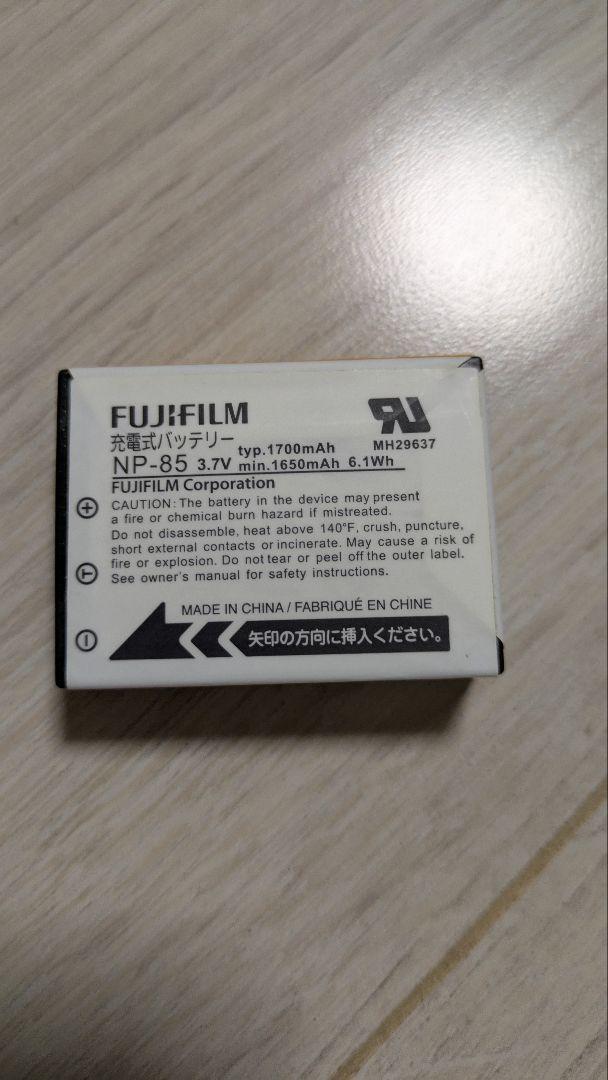 FUJIFILM
充電式バッテリー
NP-85 3.7V typ.1700mAh
min.1650mAh 6.1Wh
MH29637
FUJIFILM Corporation
CAUTION: The battery in the device may present
a fire or chemical burn hazard if mistreated.
Do not disassemble, heat above 140°F, crush, puncture,
short external contacts or incinerate. May cause a risk of
fire or explosion. Do not tear or peel off the outer label.
See owner's manual for safety instructions.
MADE IN CHINA / FABRIQUÉ EN CHINE
矢印の方向に挿入ください。
+
T
−